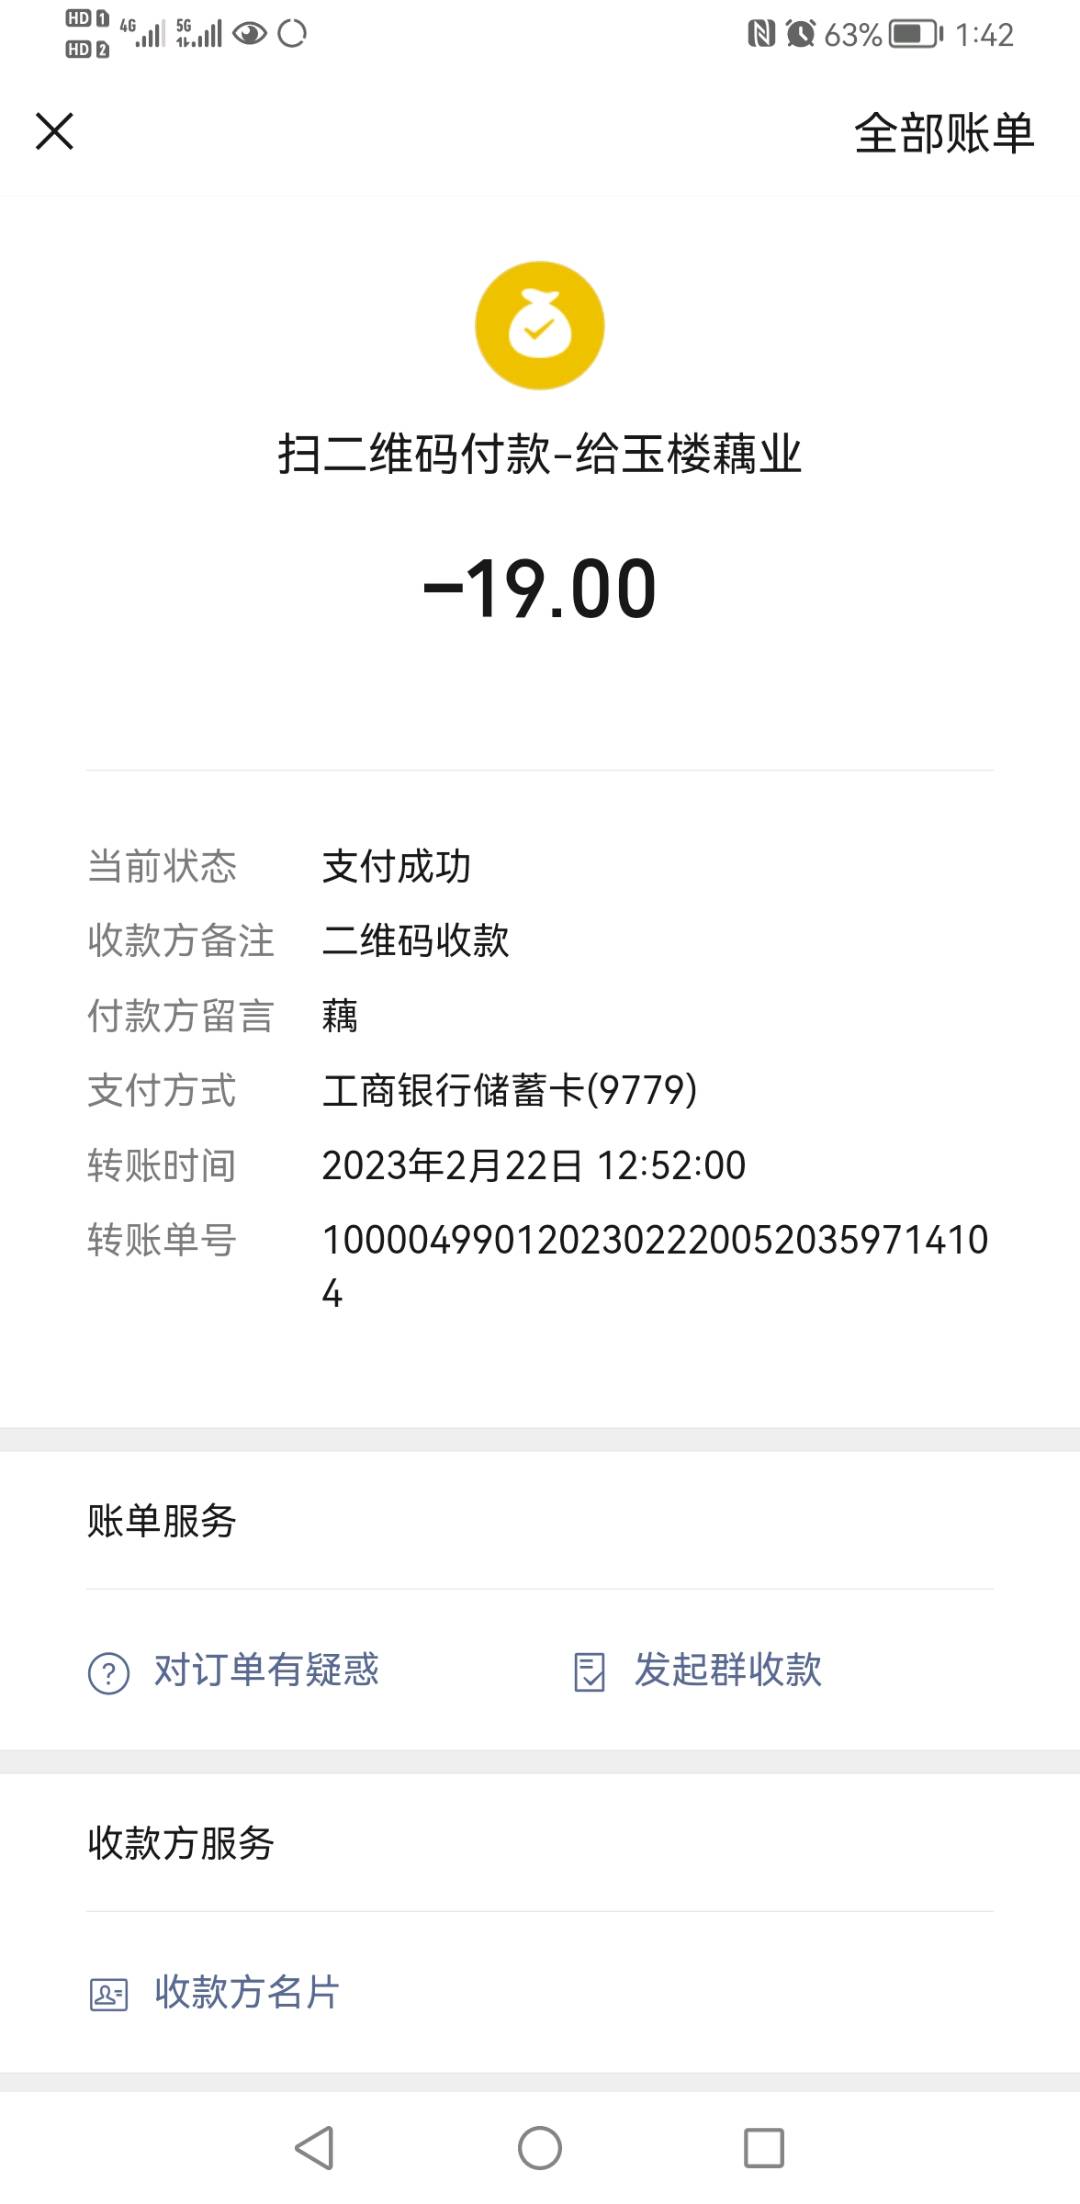 HD 1 4G 5G 63% 1:42
HD 2
全部账单
扫二维码付款-给玉楼藕业
-19.00
当前状态 支付成功
收款方备注 二维码收款
付款方留言 藕
支付方式 工商银行储蓄卡(9779)
转账时间 2023年2月22日 12:52:00
转账单号 1000049901202302220052035971410
4
账单服务
对订单有疑惑 发起群收款
收款方服务
收款方名片